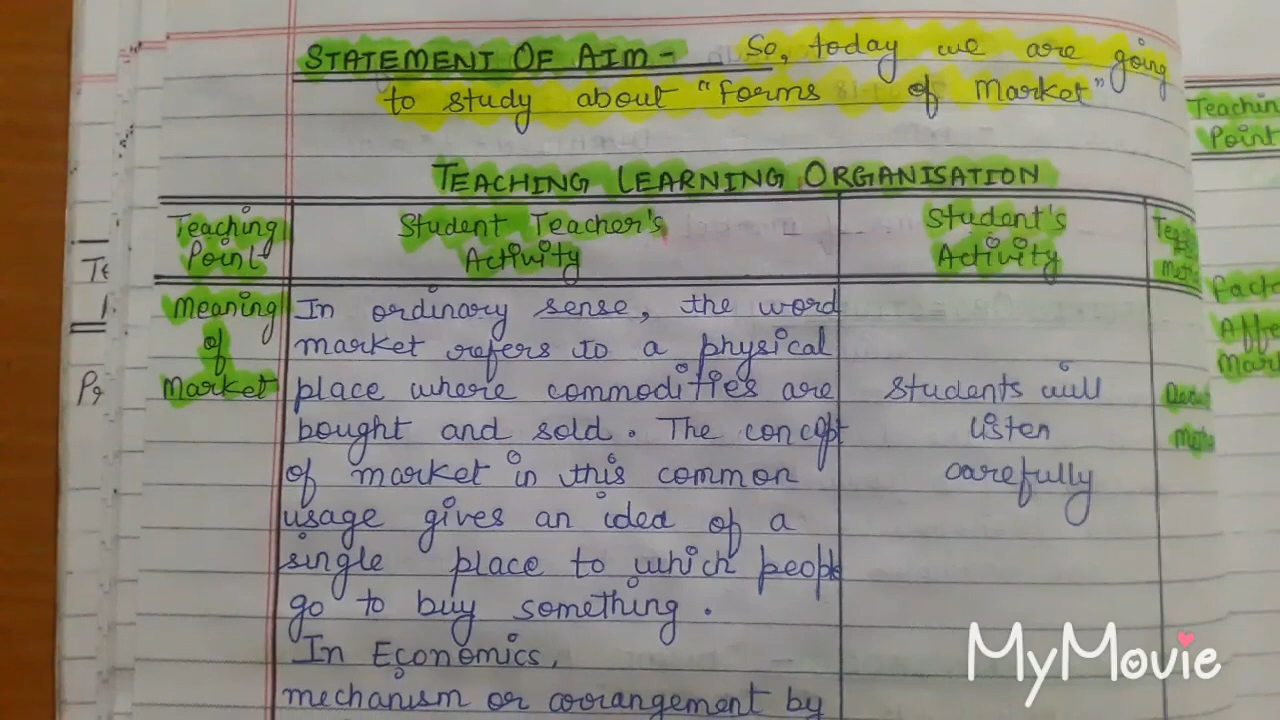 STATEMENT OF AIM - So, today we are going
to study about "Forms of Market"
TEACHING LEARNING ORGANISATION
Teaching
Point
Student Teacher's
Activity
Student's
Activity
Meaning
of
Market
In ordinary sense, the word
market refers to a physical
place where commodities are
bought and sold. The concept
of market in this common
usage gives an idea of a
single place to which people
go to buy something.
In Economics,
mechanism or arrangement by
Students will
listen
carefully
Teachin
Point
Facto
Affe
Mark
MyMovie